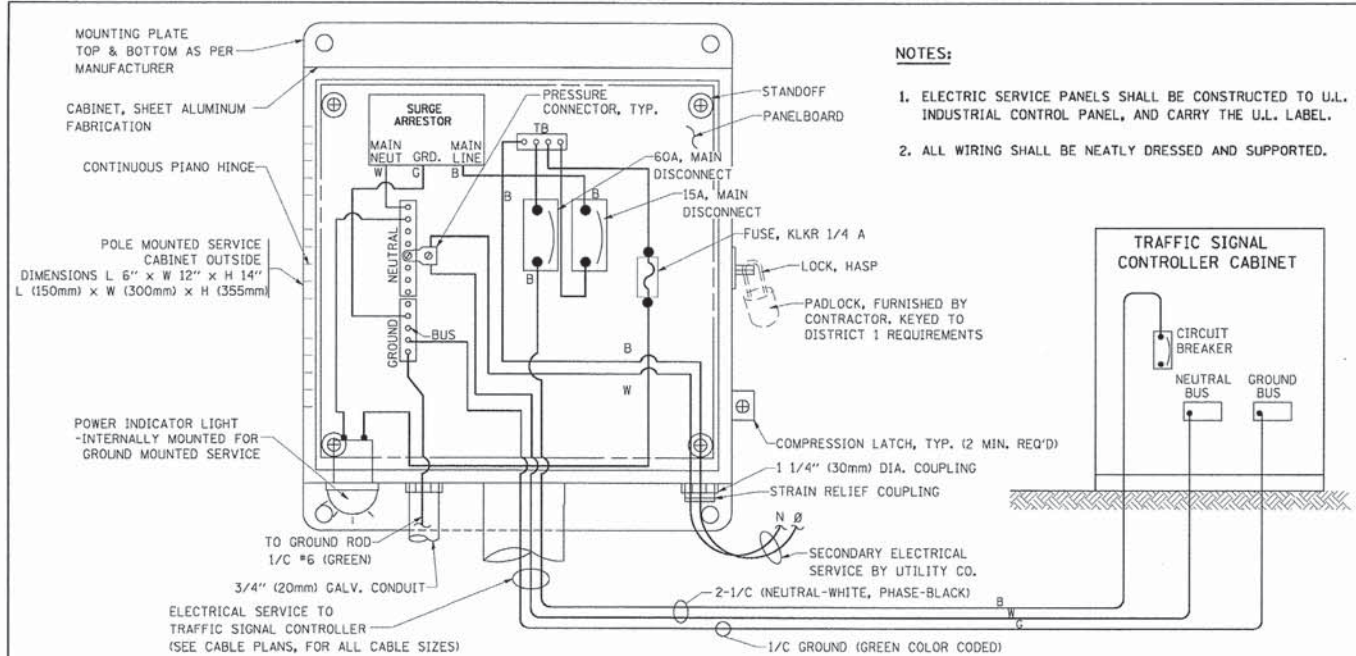 MOUNTING PLATE
TOP & BOTTOM AS PER
MANUFACTURER
CABINET, SHEET ALUMINUM
FABRICATION
CONTINUOUS PIANO HINGE
POLE MOUNTED SERVICE
CABINET OUTSIDE
DIMENSIONS L 6" x W 12" x H 14"
L (150mm) x W (300mm) x H (355mm)
POWER INDICATOR LIGHT
-INTERNALLY MOUNTED FOR
GROUND MOUNTED SERVICE
TO GROUND ROD
1/C #6 (GREEN)
3/4" (20mm) GALV. CONDUIT
ELECTRICAL SERVICE TO
TRAFFIC SIGNAL CONTROLLER
(SEE CABLE PLANS, FOR ALL CABLE SIZES)
SURGE
ARRESTOR
MAIN
NEUT
GRD.
MAIN
LINE
W
G
B
PRESSURE
CONNECTOR, TYP.
TB
60A, MAIN
DISCONNECT
B
B
15A, MAIN
DISCONNECT
B
NEUTRAL
GROUND
BUS
B
W
STANDOFF
PANELBOARD
FUSE, KLKR 1/4 A
LOCK, HASP
PADLOCK, FURNISHED BY
CONTRACTOR. KEYED TO
DISTRICT 1 REQUIREMENTS
COMPRESSION LATCH, TYP. (2 MIN. REQ'D)
1 1/4" (30mm) DIA. COUPLING
STRAIN RELIEF COUPLING
N Ø
SECONDARY ELECTRICAL
SERVICE BY UTILITY CO.
2-1/C (NEUTRAL-WHITE, PHASE-BLACK)
B
W
G
1/C GROUND (GREEN COLOR CODED)
NOTES:
1. ELECTRIC SERVICE PANELS SHALL BE CONSTRUCTED TO U.L.
INDUSTRIAL CONTROL PANEL, AND CARRY THE U.L. LABEL.
2. ALL WIRING SHALL BE NEATLY DRESSED AND SUPPORTED.
TRAFFIC SIGNAL
CONTROLLER CABINET
CIRCUIT
BREAKER
NEUTRAL
BUS
GROUND
BUS